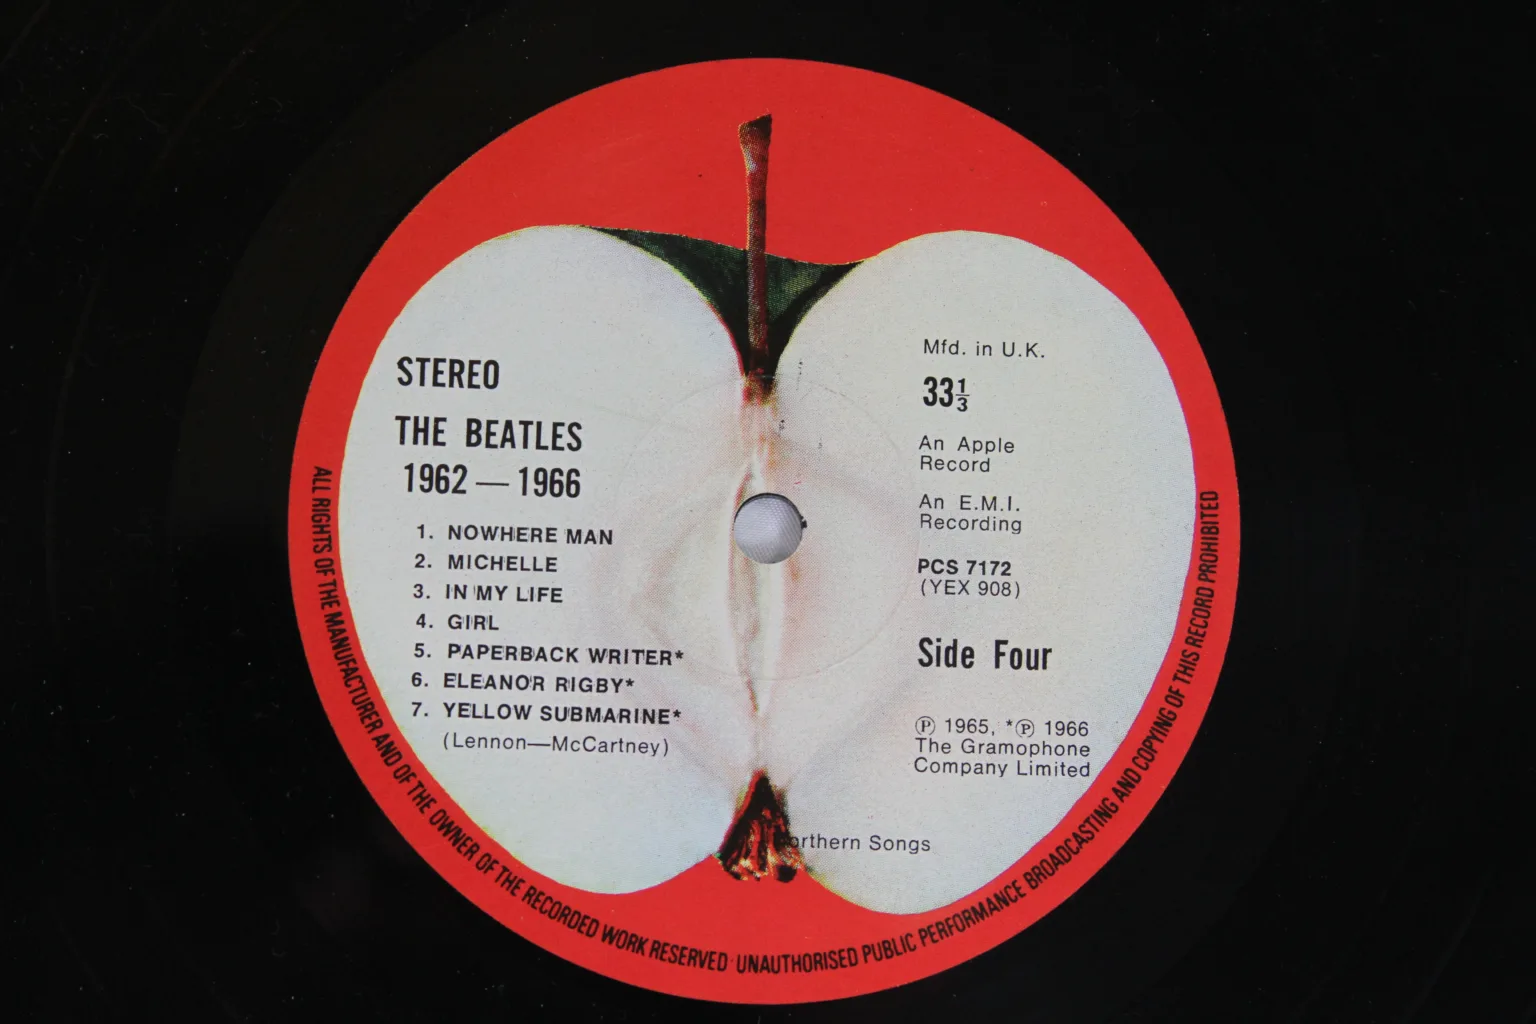 STEREO
THE BEATLES
1962 — 1966
1. NOWHERE MAN
2. MICHELLE
3. IN MY LIFE
4. GIRL
5. PAPERBACK WRITER*
6. ELEANOR RIGBY*
7. YELLOW SUBMARINE*
(Lennon—McCartney)
Mfd. in U.K.
33⅓
An Apple
Record
An E.M.I.
Recording
PCS 7172
(YEX 908)
Side Four
Ⓟ 1965, *Ⓟ 1966
The Gramophone
Company Limited
Songs
ALL RIGHTS OF THE MANUFACTURER AND OF THE OWNER OF THE RECORDED WORK RESERVED · UNAUTHORISED PUBLIC PERFORMANCE BROADCASTING AND COPYING OF THIS RECORD PROHIBITED